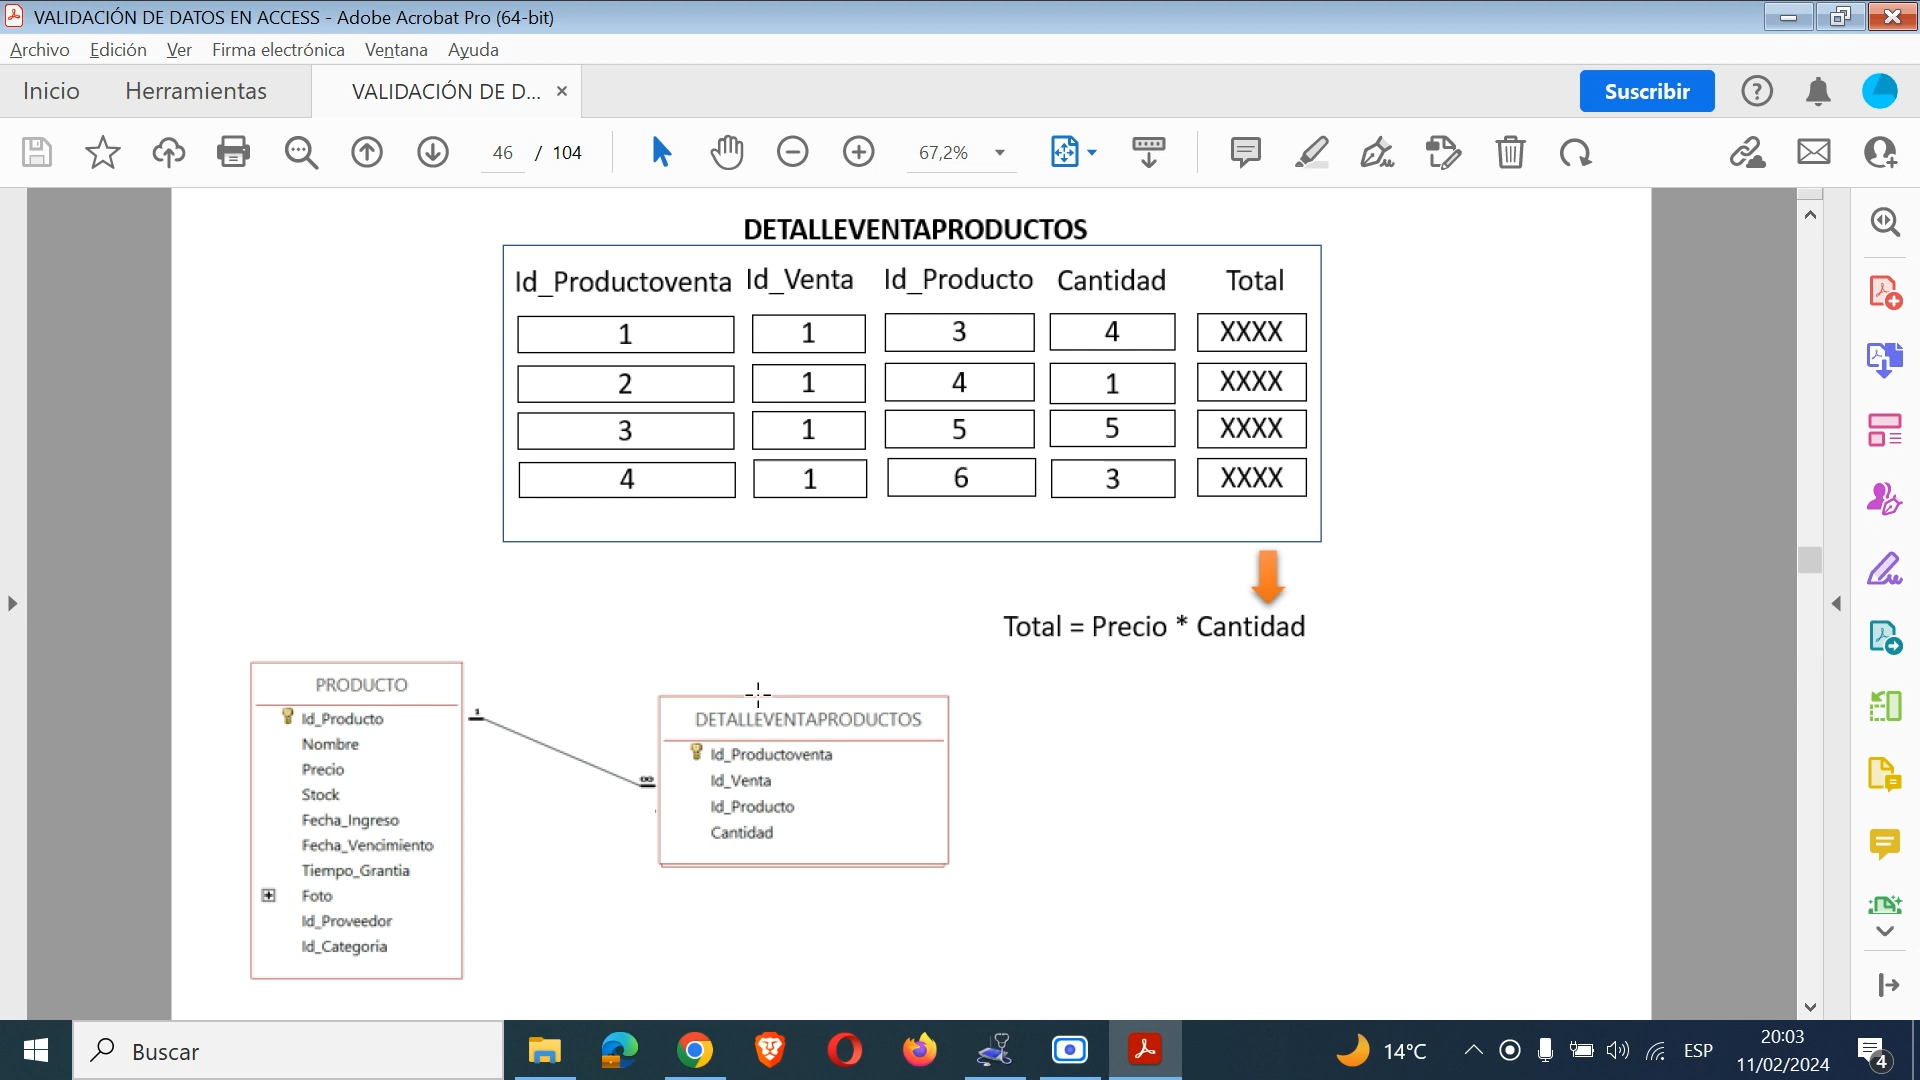 VALIDACIÓN DE DATOS EN ACCESS - Adobe Acrobat Pro (64-bit)
Archivo Edición Ver Firma electrónica Ventana Ayuda
Inicio Herramientas VALIDACIÓN DE D... × Suscribir
46 / 104 67,2%
DETALLEVENTAPRODUCTOS
Id_Productoventa Id_Venta Id_Producto Cantidad Total
1 1 3 4 XXXX
2 1 4 1 XXXX
3 1 5 5 XXXX
4 1 6 3 XXXX
Total = Precio * Cantidad
PRODUCTO
Id_Producto
Nombre
Precio
Stock
Fecha_Ingreso
Fecha_Vencimiento
Tiempo_Grantia
Foto
Id_Proveedor
Id_Categoria
1 ∞
DETALLEVENTAPRODUCTOS
Id_Productoventa
Id_Venta
Id_Producto
Cantidad
Buscar 14°C ESP 20:03
11/02/2024 4